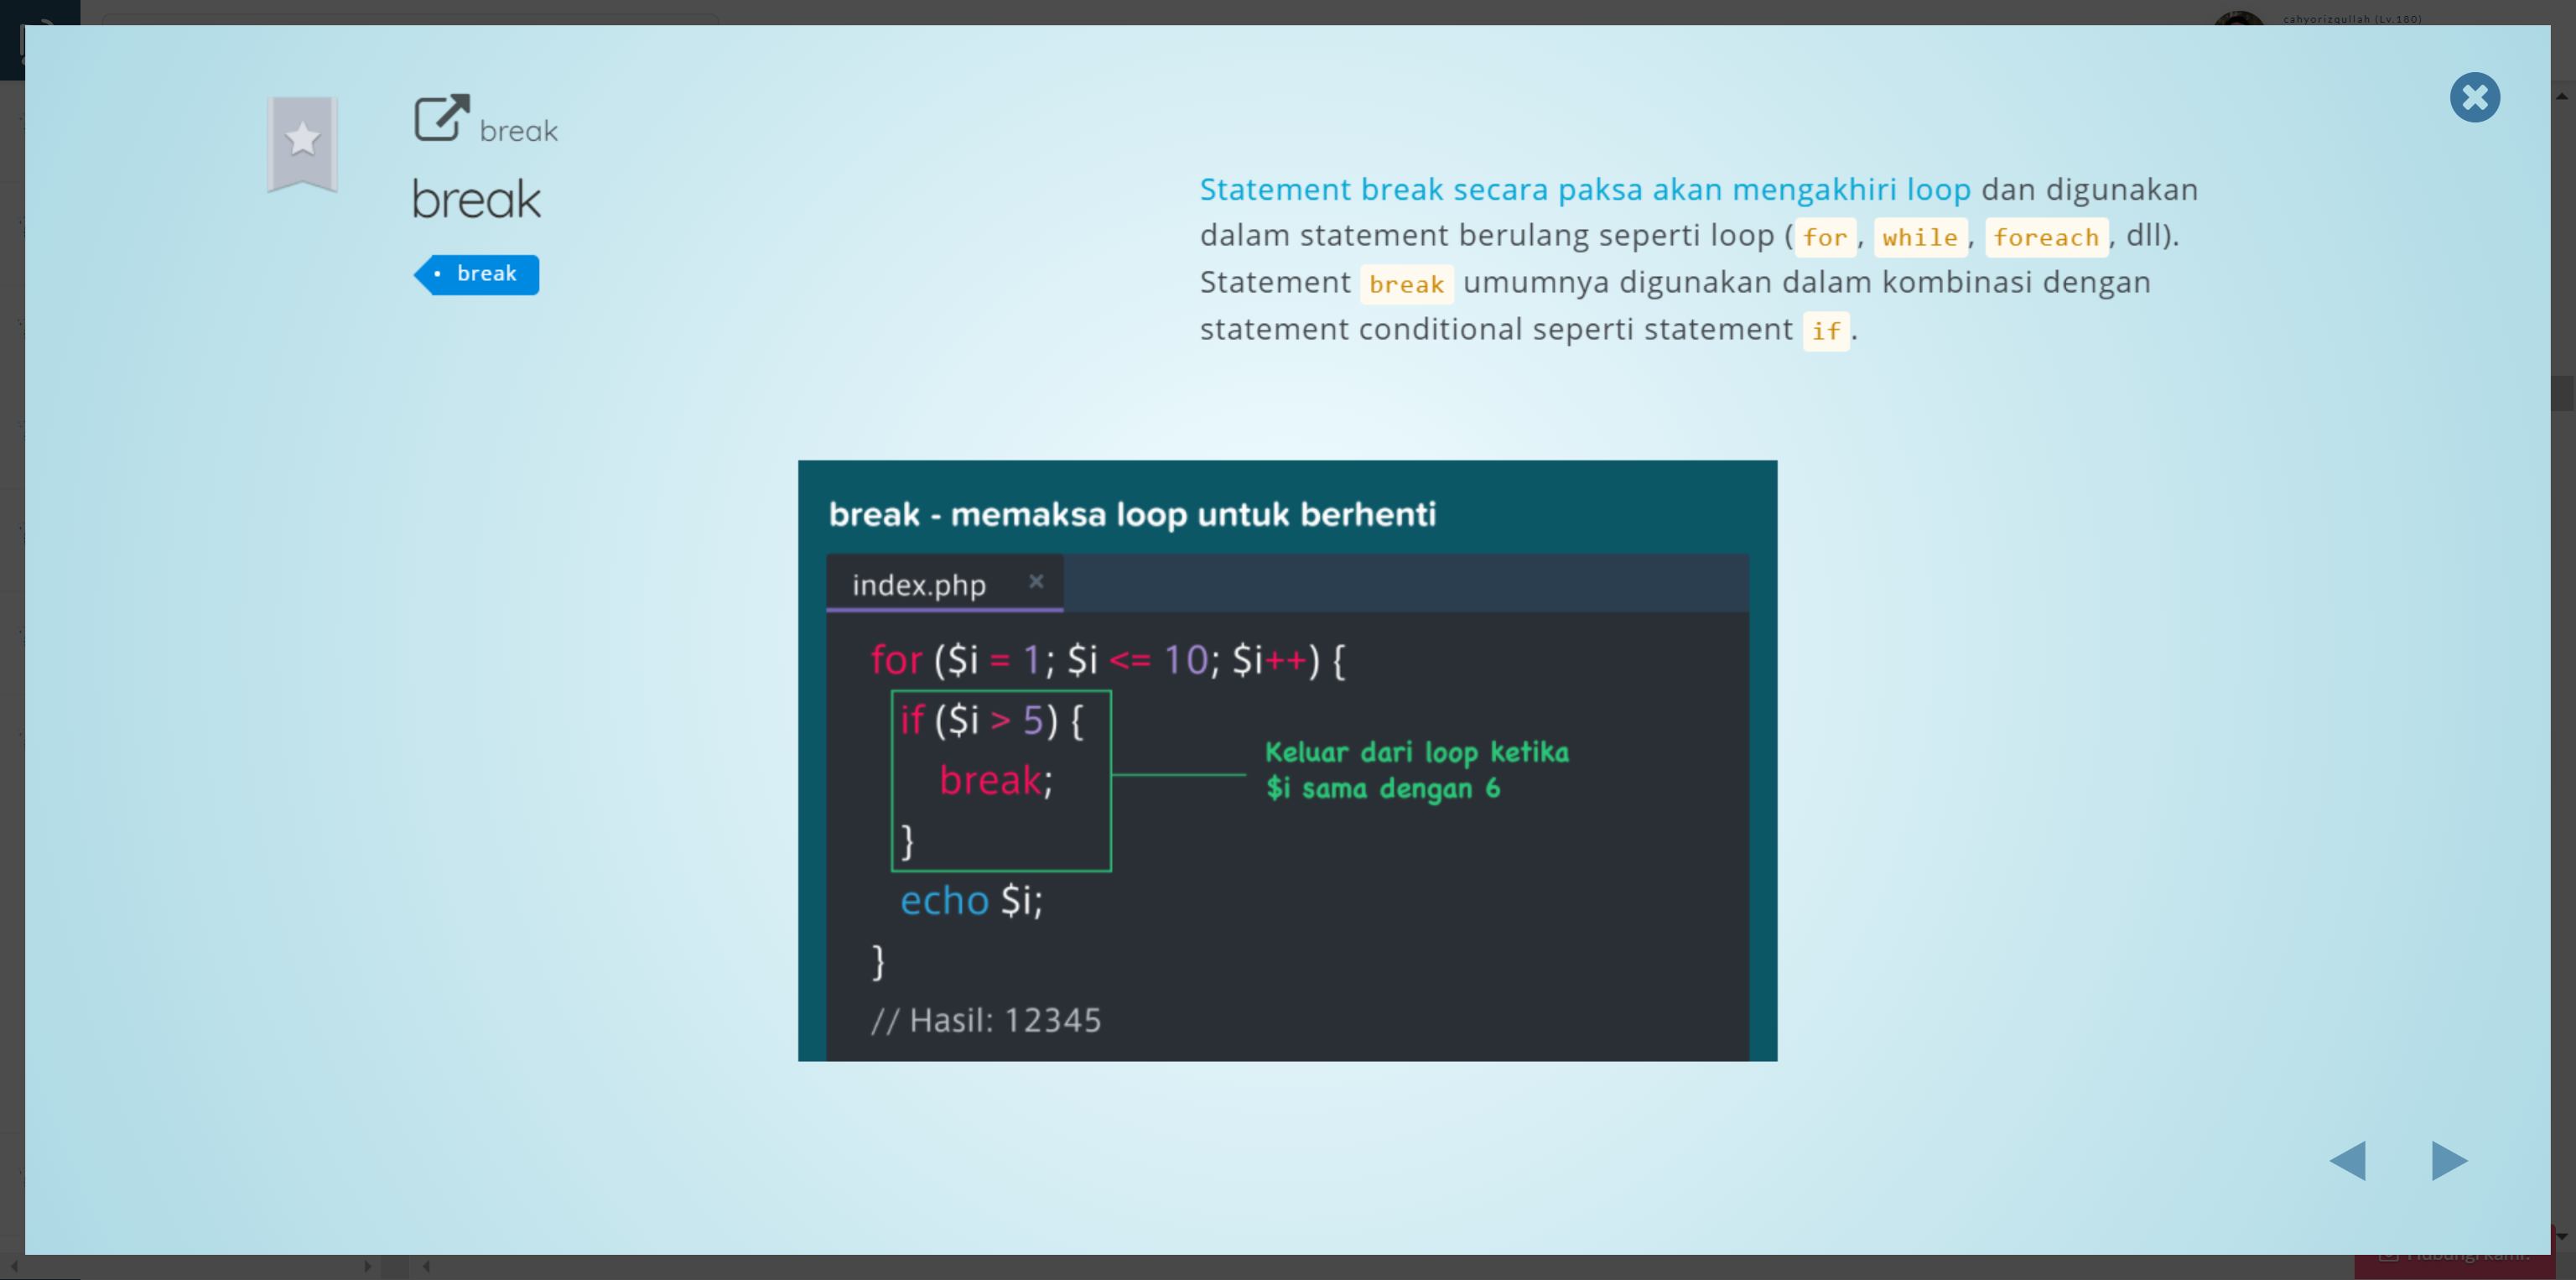 cahyorizqullah (Lv.180)
break
break
• break
Statement break secara paksa akan mengakhiri loop dan digunakan
dalam statement berulang seperti loop (for, while, foreach, dll).
Statement break umumnya digunakan dalam kombinasi dengan
statement conditional seperti statement if.
break - memaksa loop untuk berhenti
index.php ×
for ($i = 1; $i <= 10; $i++) {
if ($i > 5) {
break;
}
Keluar dari loop ketika
$i sama dengan 6
echo $i;
}
// Hasil: 12345
Hubungi kami!